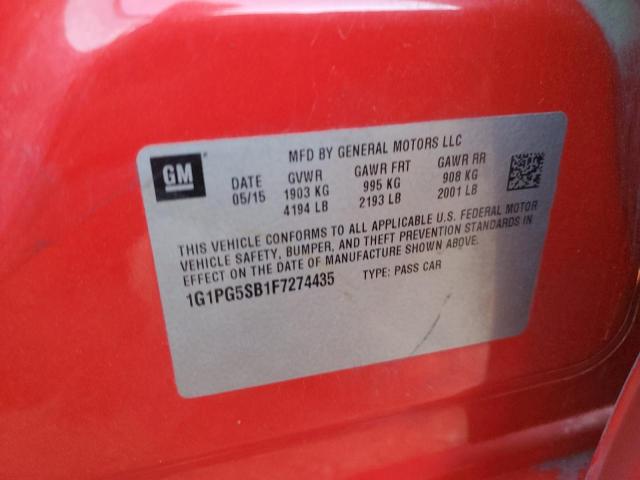 GM
MFD BY GENERAL MOTORS LLC
DATE GVWR GAWR FRT GAWR RR
05/15 1903 KG 995 KG 908 KG
4194 LB 2193 LB 2001 LB
THIS VEHICLE CONFORMS TO ALL APPLICABLE U.S. FEDERAL MOTOR
VEHICLE SAFETY, BUMPER, AND THEFT PREVENTION STANDARDS IN
EFFECT ON THE DATE OF MANUFACTURE SHOWN ABOVE.
1G1PG5SB1F7274435 TYPE: PASS CAR